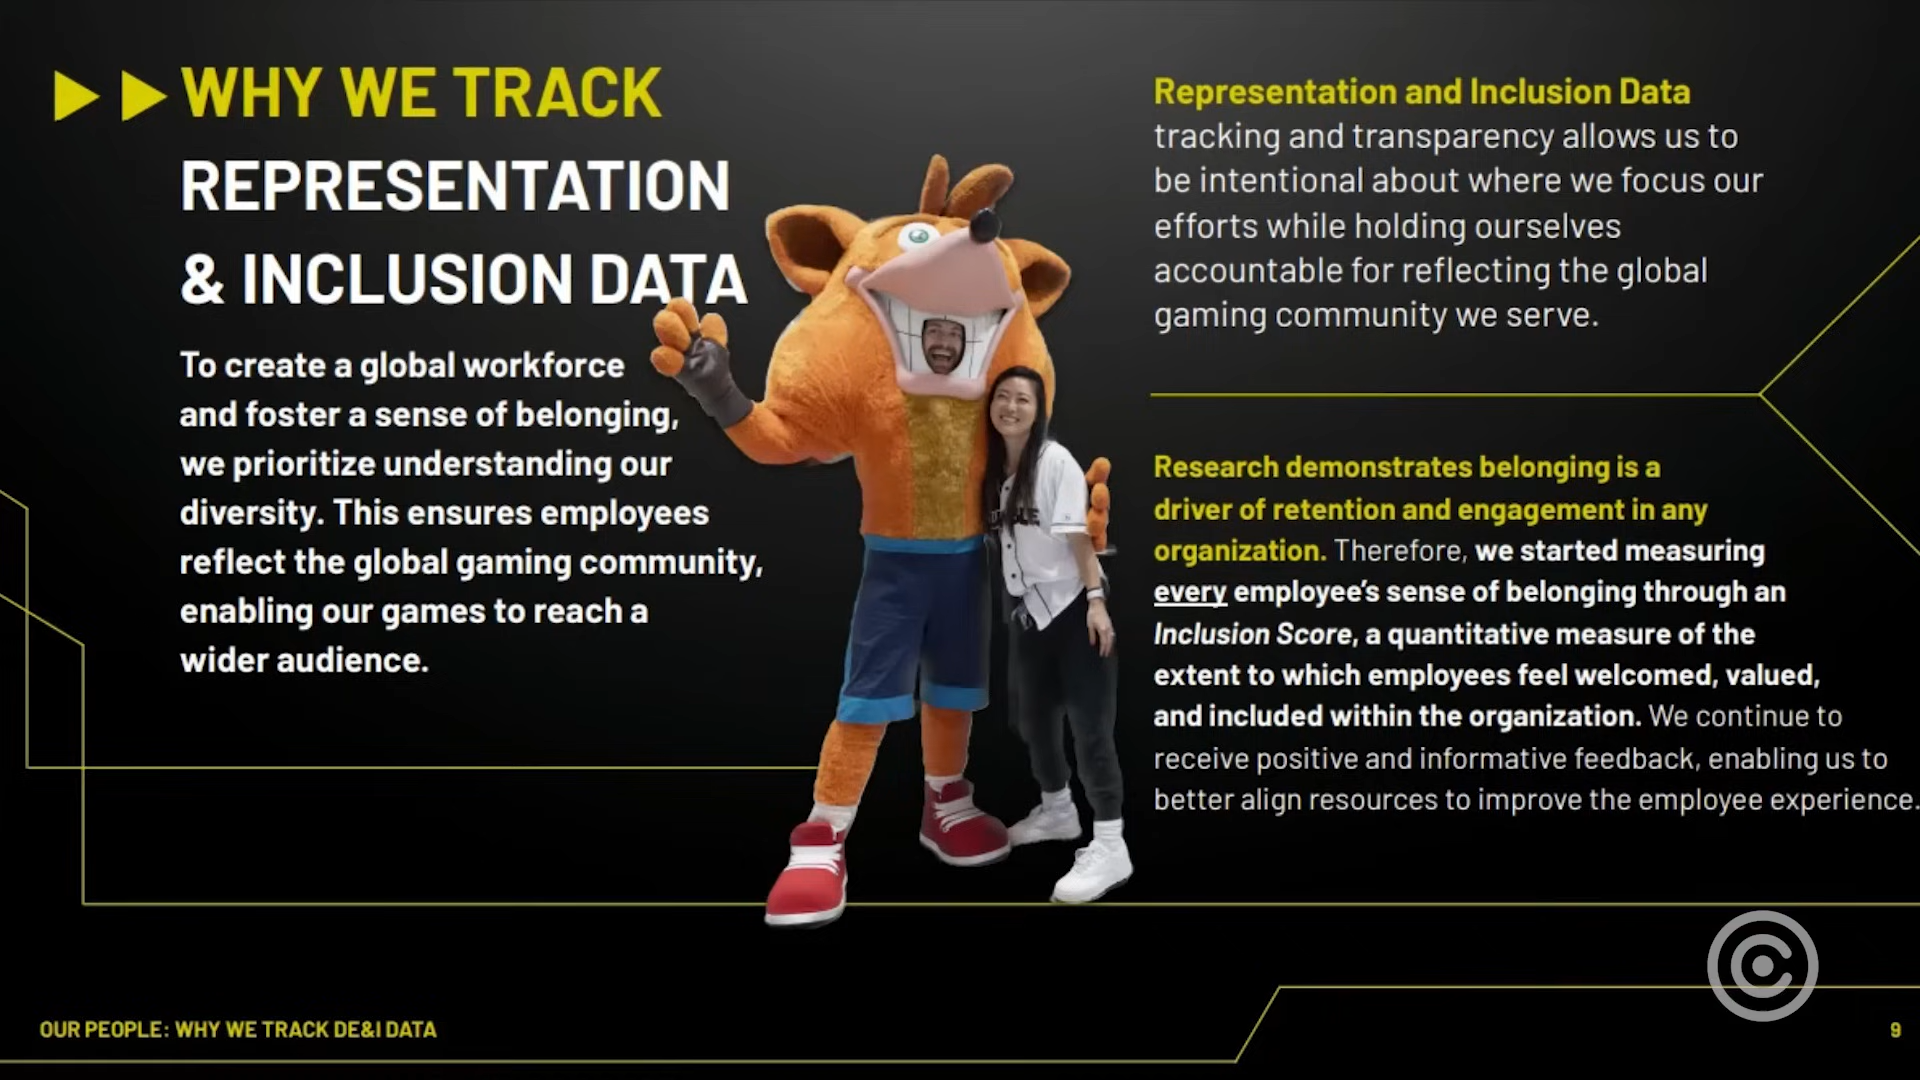 WHY WE TRACK
REPRESENTATION
& INCLUSION DATA
To create a global workforce
and foster a sense of belonging,
we prioritize understanding our
diversity. This ensures employees
reflect the global gaming community,
enabling our games to reach a
wider audience.
Representation and Inclusion Data
tracking and transparency allows us to
be intentional about where we focus our
efforts while holding ourselves
accountable for reflecting the global
gaming community we serve.
Research demonstrates belonging is a
driver of retention and engagement in any
organization. Therefore, we started measuring
every employee's sense of belonging through an
Inclusion Score, a quantitative measure of the
extent to which employees feel welcomed, valued,
and included within the organization. We continue to
receive positive and informative feedback, enabling us to
better align resources to improve the employee experience.
OUR PEOPLE: WHY WE TRACK DE&I DATA
9